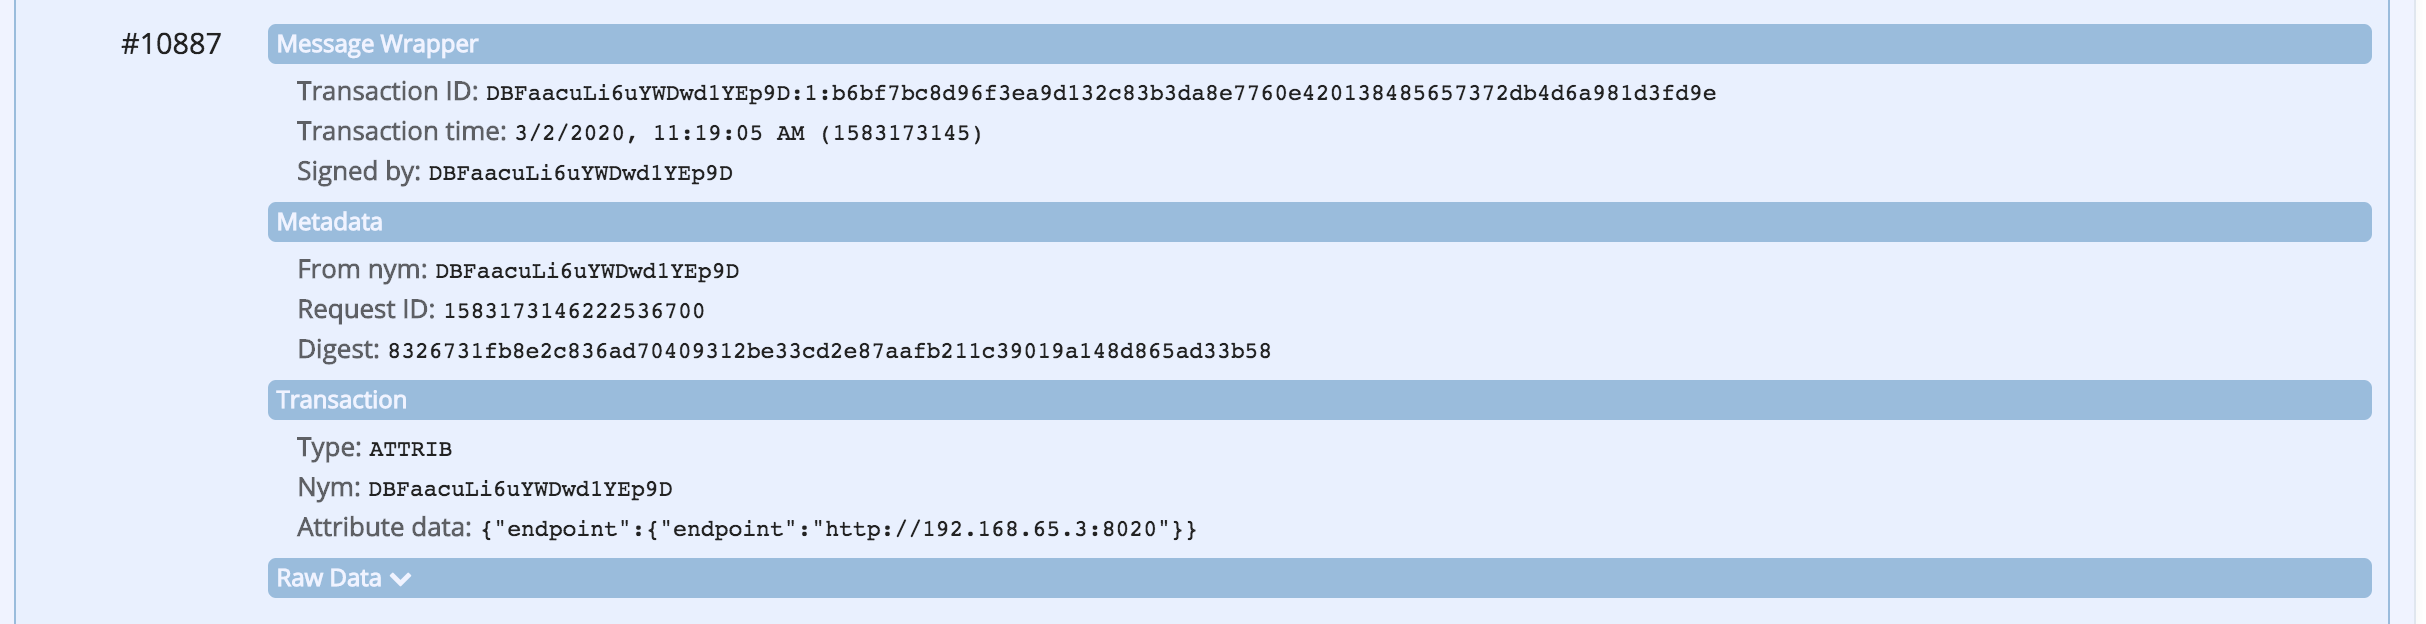 #10887
Message Wrapper
Transaction ID: DBFaacuLi6uYWDwd1YEp9D:1:b6bf7bc8d96f3ea9d132c83b3da8e7760e420138485657372db4d6a981d3fd9e
Transaction time: 3/2/2020, 11:19:05 AM (1583173145)
Signed by: DBFaacuLi6uYWDwd1YEp9D
Metadata
From nym: DBFaacuLi6uYWDwd1YEp9D
Request ID: 1583173146222536700
Digest: 8326731fb8e2c836ad70409312be33cd2e87aafb211c39019a148d865ad33b58
Transaction
Type: ATTRIB
Nym: DBFaacuLi6uYWDwd1YEp9D
Attribute data: {"endpoint":{"endpoint":"http://192.168.65.3:8020"}}
Raw Data